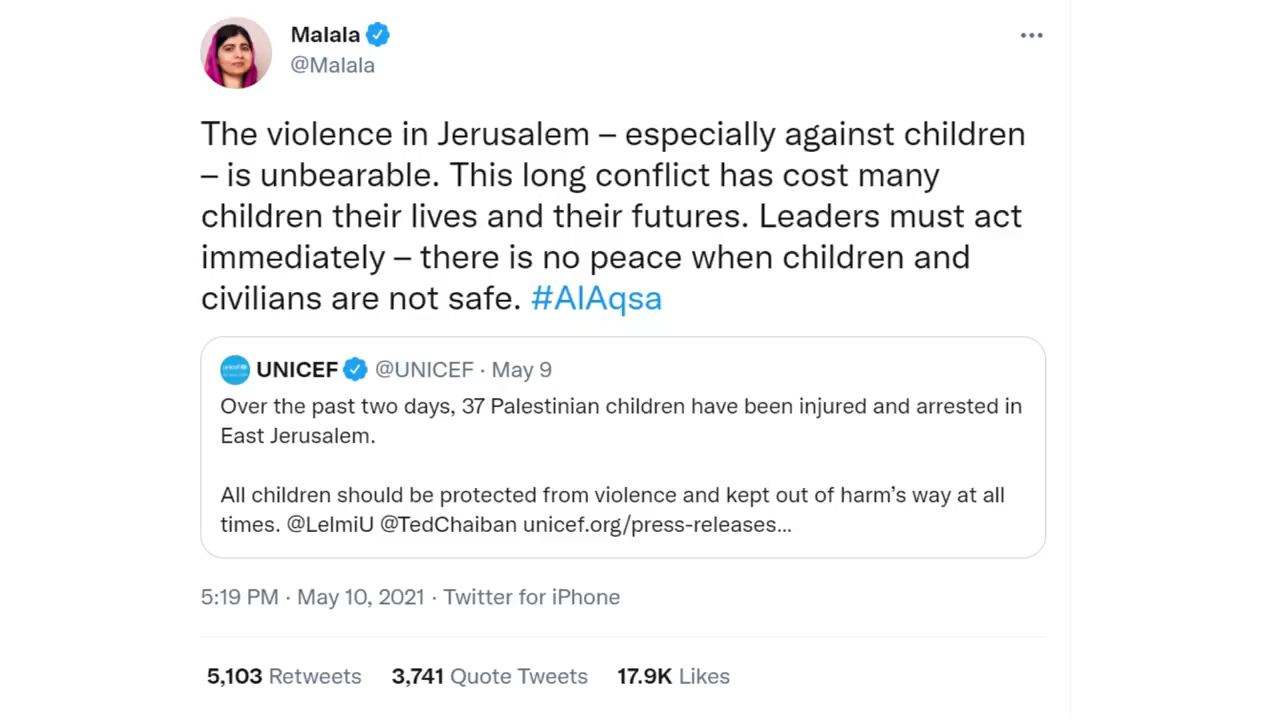 Malala
@Malala
The violence in Jerusalem – especially against children
– is unbearable. This long conflict has cost many
children their lives and their futures. Leaders must act
immediately – there is no peace when children and
civilians are not safe. #AlAqsa
UNICEF @UNICEF · May 9
Over the past two days, 37 Palestinian children have been injured and arrested in
East Jerusalem.
All children should be protected from violence and kept out of harm’s way at all
times. @LelmiU @TedChaiban unicef.org/press-releases...
5:19 PM · May 10, 2021 · Twitter for iPhone
5,103 Retweets 3,741 Quote Tweets 17.9K Likes